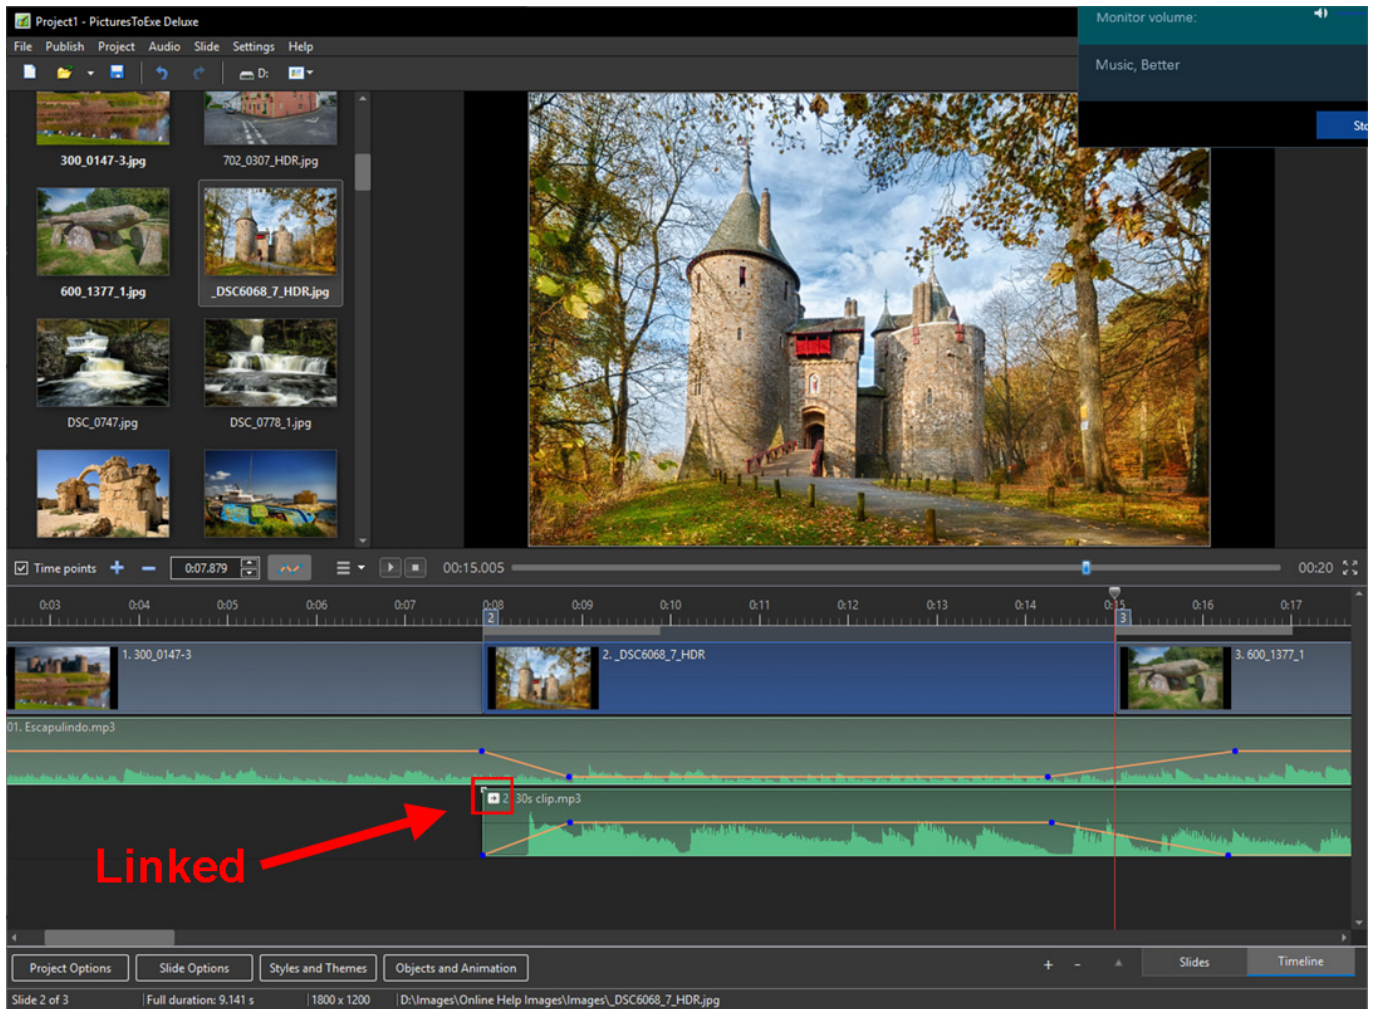 Project1 - PicturesToExe Deluxe
Monitor volume:
File Publish Project Audio Slide Settings Help
Music, Better
D:
300_0147-3.jpg 702_0307_HDR.jpg
600_1377_1.jpg _DSC6068_7_HDR.jpg
DSC_0747.jpg DSC_0778_1.jpg
Time points + − 0:07.879 00:15.005 00:20
0:03 0:04 0:05 0:06 0:07 0:08 0:09 0:10 0:11 0:12 0:13 0:14 0:15 0:16 0:17
2 3
1. 300_0147-3 2. _DSC6068_7_HDR 3. 600_1377_1
01. Escapulindo.mp3
30s clip.mp3
Linked
Project Options Slide Options Styles and Themes Objects and Animation + - Slides Timeline
Slide 2 of 3 Full duration: 9.141 s 1800 x 1200 D:\Images\Online Help Images\Images\_DSC6068_7_HDR.jpg